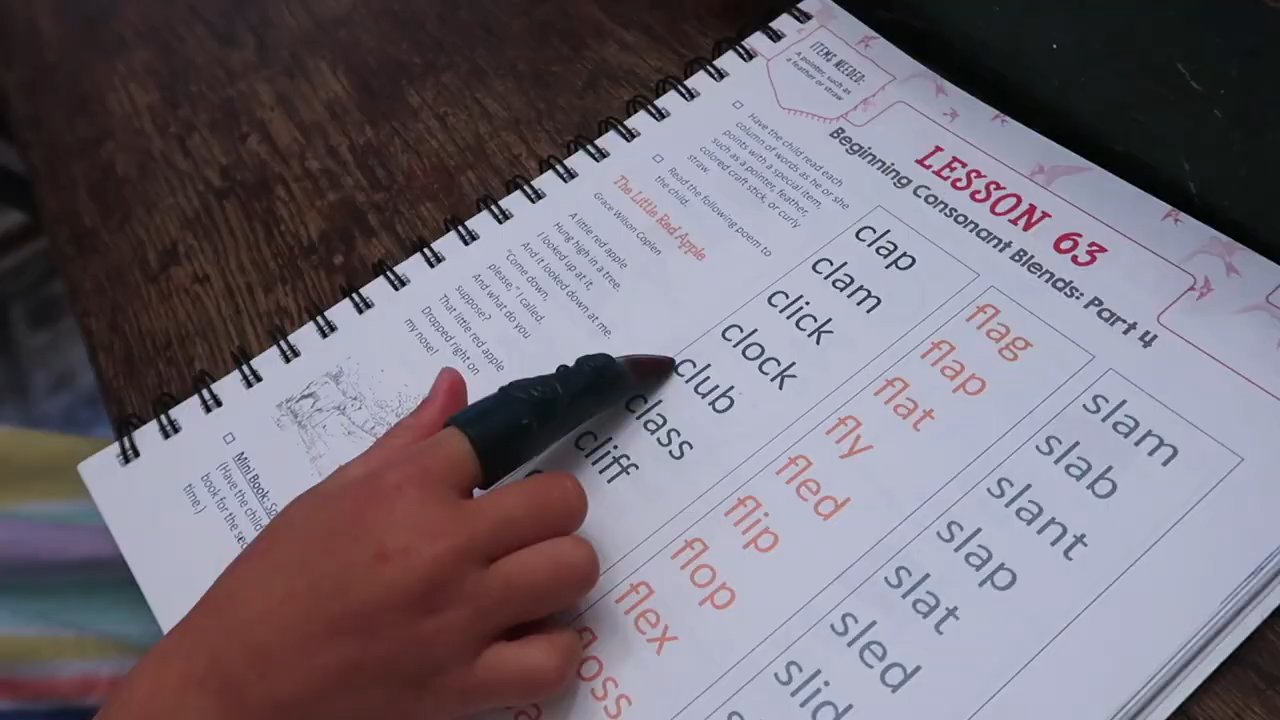 ITEMS NEEDED:
A pointer, such as
a feather or straw
LESSON 63
Beginning Consonant Blends: Part 4
Have the child read each
column of words as he or she
points with a special item,
such as a pointer, feather,
colored craft stick, or curly
straw.
Read the following poem to
the child.
The Little Red Apple
Grace Wilson Coplen
A little red apple
Hung high in a tree.
I looked up at it,
And it looked down at me.
"Come down,
please," I called.
And what do you
suppose?
That little red apple
Dropped right on
my nose!
Mini Book:
(Have the child
book for the
time.)
clap
clam
click
clock
club
class
cliff
flag
flap
flat
fly
fled
flip
flop
flex
floss
slam
slab
slant
slap
slat
sled
slid